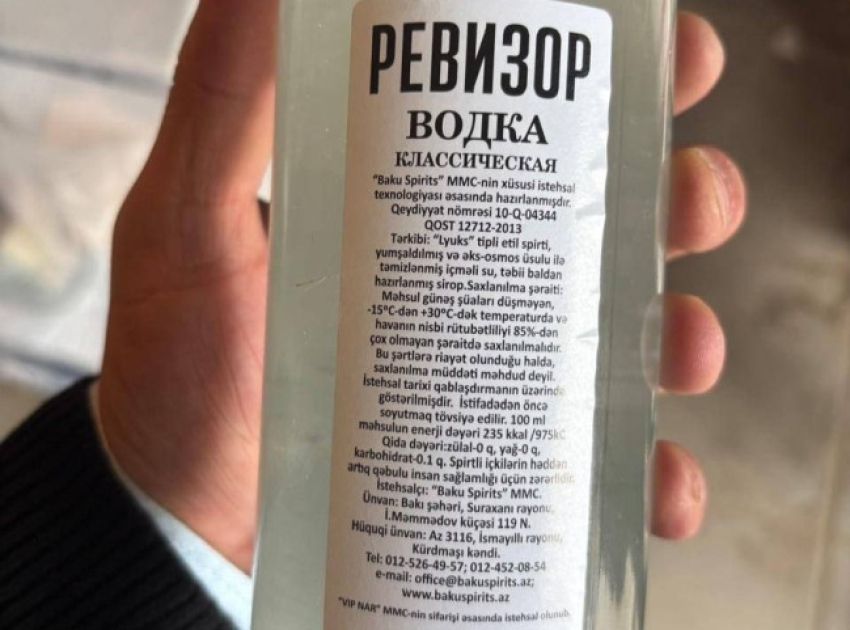 РЕВИЗОР
ВОДКА
КЛАССИЧЕСКАЯ
"Baku Spirits" MMC-nin xüsusi istehsal
texnologiyası əsasında hazırlanmışdır.
Qeydiyyat nömrəsi 10-Q-04344
QOST 12712-2013
Tərkibi: "Lyuks" tipli etil spirti,
yumşaldılmış və əks-osmos üsulu ilə
təmizlənmiş içməli su, təbii baldan
hazırlanmış sirop.Saxlanılma şəraiti:
Məhsul günəş şüaları düşməyən,
-15°C-dən +30°C-dək temperaturda və
havanın nisbi rütubətliliyi 85%-dən
çox olmayan şəraitdə saxlanılmalıdır.
Bu şərtlərə riayət olunduğu halda,
saxlanılma müddəti məhdud deyil.
İstehsal tarixi qablaşdırmanın üzərində
göstərilmişdir. İstifadədən öncə
soyutmaq tövsiyə edilir. 100 ml
məhsulun enerji dəyəri 235 kkal /975kC
Qida dəyəri:zülal-0 q, yağ-0 q,
karbohidrat-0.1 q. Spirtli içkilərin həddən
artıq qəbulu insan sağlamlığı üçün zərərlidir.
İstehsalçı: "Baku Spirits" MMC.
Ünvan: Bakı şəhəri, Suraxanı rayonu,
İ.Məmmədov küçəsi 119 N.
Hüquqi ünvan: Az 3116, İsmayıllı rayonu,
Kürdmaşı kəndi.
Tel: 012-526-49-57; 012-452-08-54
e-mail: office@bakuspirits.az;
www.bakuspirits.az
"VIP NAR" MMC-nin sifarişi əsasında istehsal olunub.